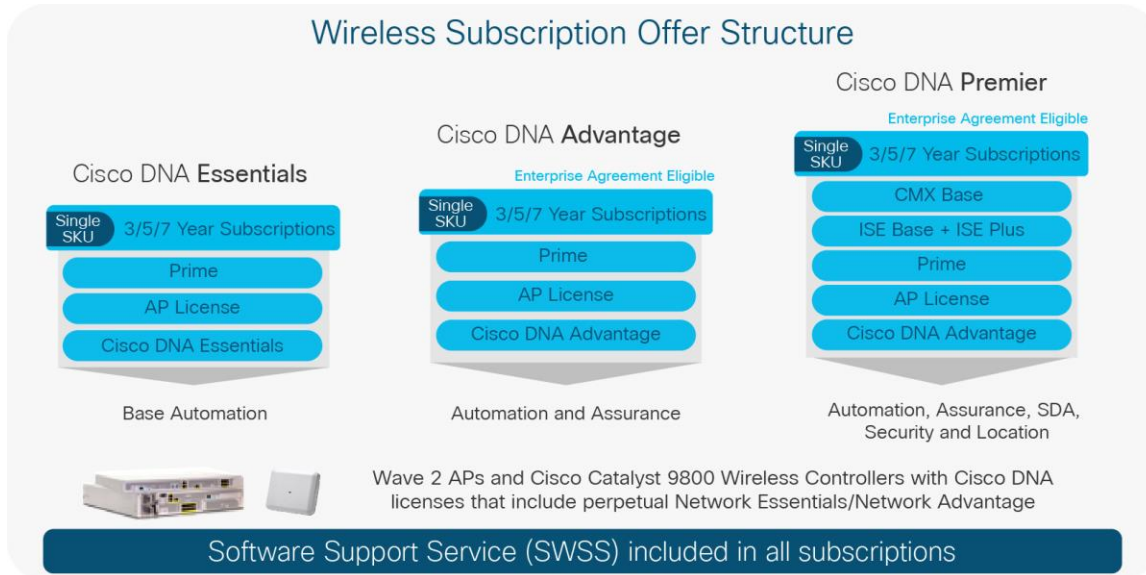 Wireless Subscription Offer Structure
Cisco DNA Essentials
Single
SKU
3/5/7 Year Subscriptions
Prime
AP License
Cisco DNA Essentials
Base Automation
Cisco DNA Advantage
Enterprise Agreement Eligible
Single
SKU
3/5/7 Year Subscriptions
Prime
AP License
Cisco DNA Advantage
Automation and Assurance
Cisco DNA Premier
Enterprise Agreement Eligible
Single
SKU
3/5/7 Year Subscriptions
CMX Base
ISE Base + ISE Plus
Prime
AP License
Cisco DNA Advantage
Automation, Assurance, SDA,
Security and Location
Wave 2 APs and Cisco Catalyst 9800 Wireless Controllers with Cisco DNA
licenses that include perpetual Network Essentials/Network Advantage
Software Support Service (SWSS) included in all subscriptions